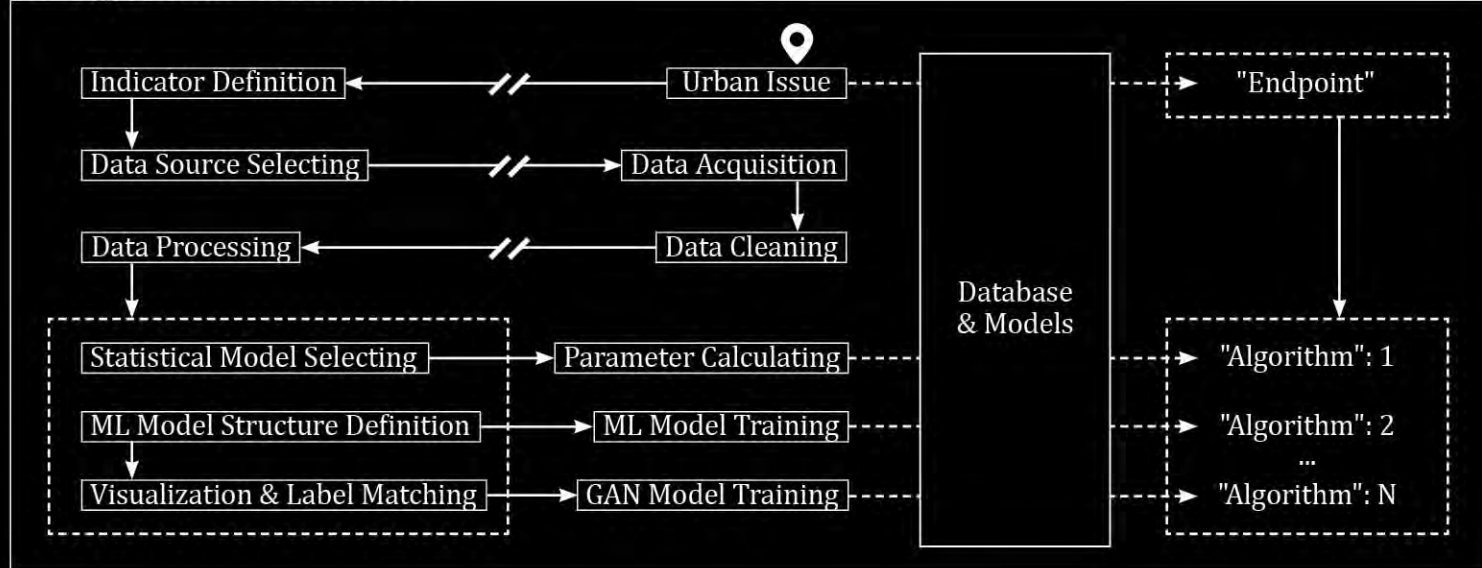 Indicator Definition
Urban Issue
"Endpoint"
Data Source Selecting
Data Acquisition
Data Processing
Data Cleaning
Database
& Models
Statistical Model Selecting
Parameter Calculating
"Algorithm": 1
ML Model Structure Definition
ML Model Training
"Algorithm": 2
...
Visualization & Label Matching
GAN Model Training
"Algorithm": N